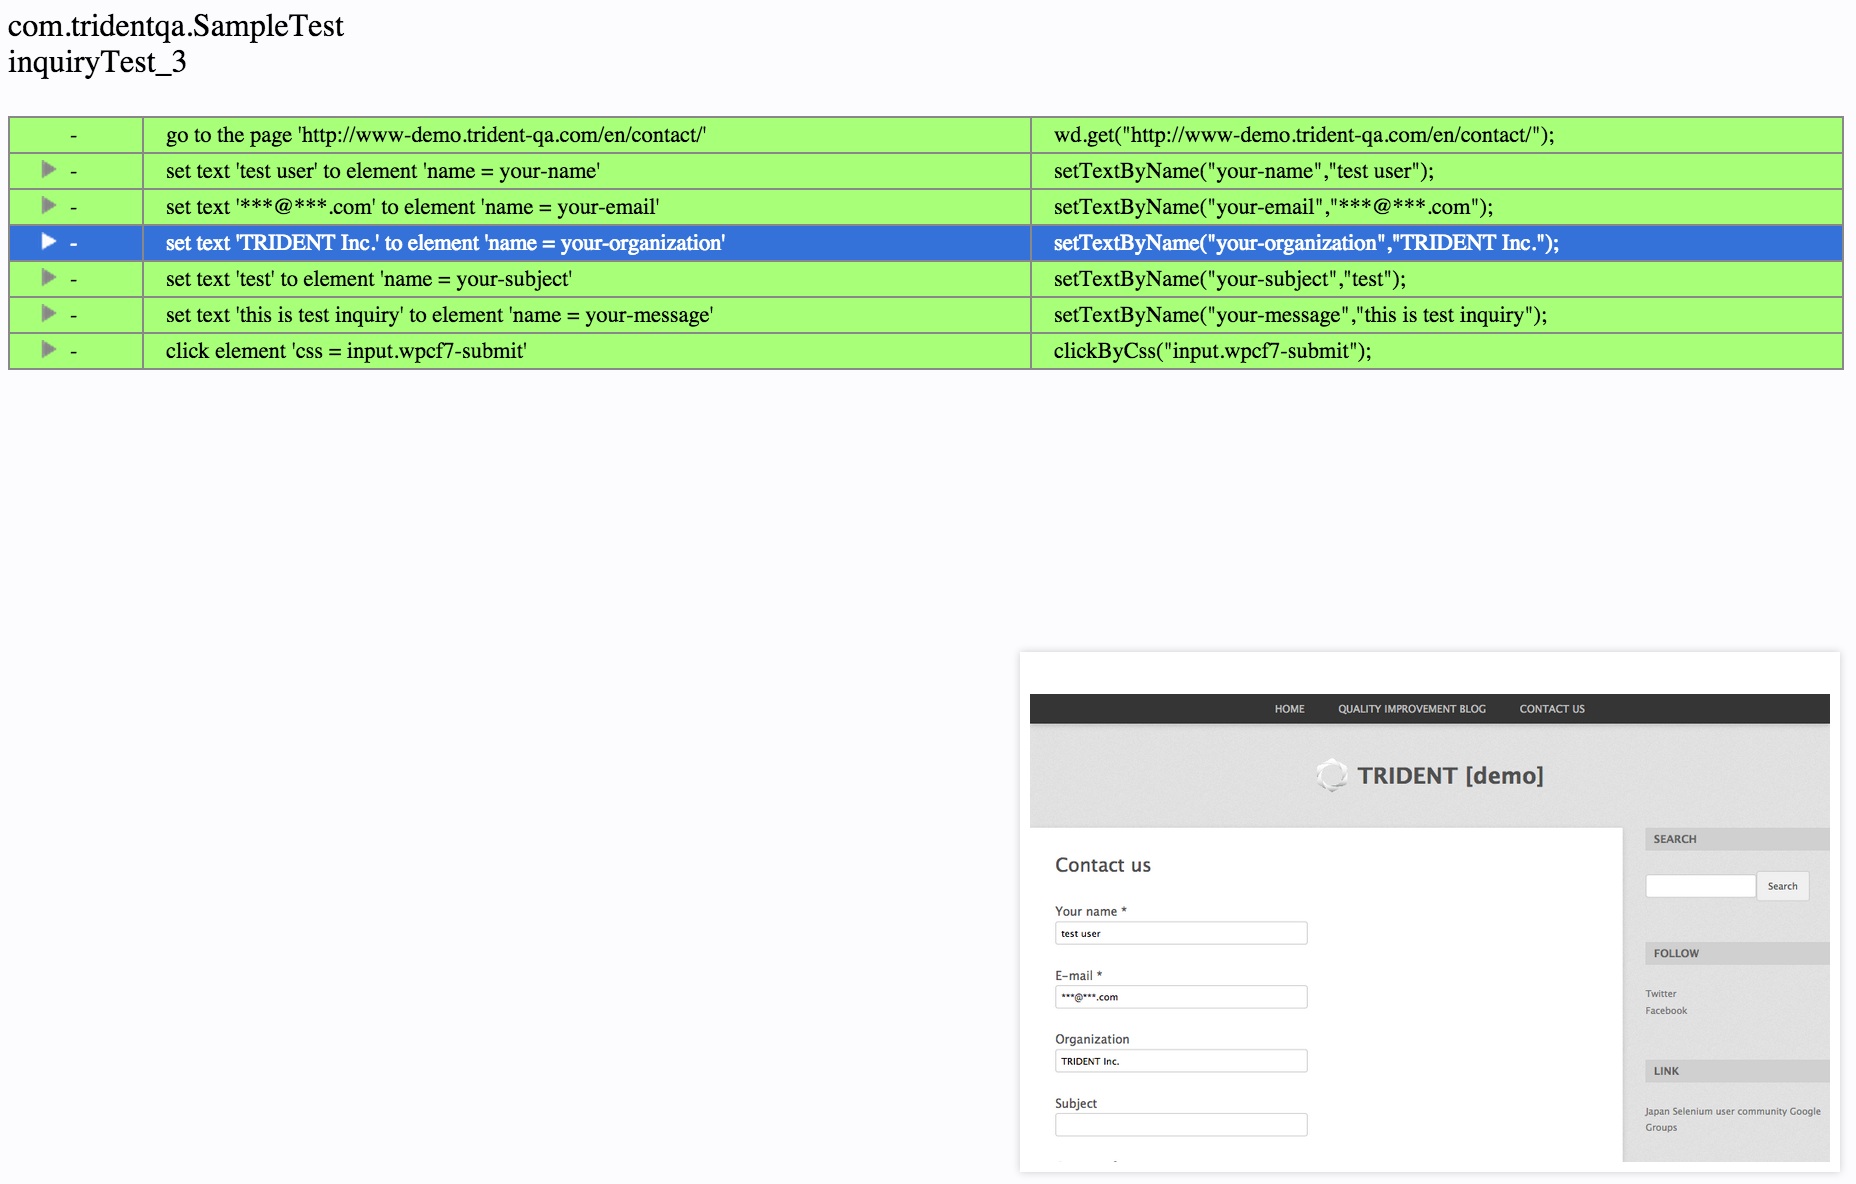 com.tridentqa.SampleTest
inquiryTest_3
- go to the page 'http://www-demo.trident-qa.com/en/contact/' wd.get("http://www-demo.trident-qa.com/en/contact/");
- set text 'test user' to element 'name = your-name' setTextByName("your-name","test user");
- set text '***@***.com' to element 'name = your-email' setTextByName("your-email","***@***.com");
- set text 'TRIDENT Inc.' to element 'name = your-organization' setTextByName("your-organization","TRIDENT Inc.");
- set text 'test' to element 'name = your-subject' setTextByName("your-subject","test");
- set text 'this is test inquiry' to element 'name = your-message' setTextByName("your-message","this is test inquiry");
- click element 'css = input.wpcf7-submit' clickByCss("input.wpcf7-submit");
HOME QUALITY IMPROVEMENT BLOG CONTACT US
TRIDENT [demo]
Contact us
Your name *
test user
E-mail *
***@***.com
Organization
TRIDENT Inc.
Subject
SEARCH
Search
FOLLOW
Twitter
Facebook
LINK
Japan Selenium user community Google
Groups